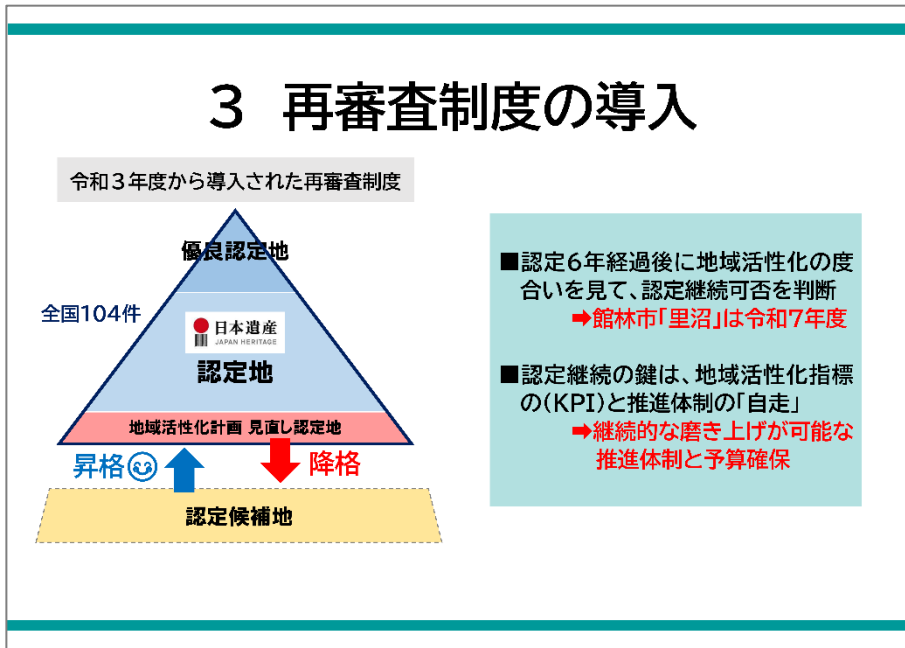 3 再審査制度の導入
令和3年度から導入された再審査制度
優良認定地
全国104件
日本遺産
JAPAN HERITAGE
認定地
地域活性化計画 見直し認定地
昇格
降格
認定候補地
■認定6年経過後に地域活性化の度
合いを見て、認定継続可否を判断
➡館林市「里沼」は令和7年度
■認定継続の鍵は、地域活性化指標
の(KPI)と推進体制の「自走」
➡継続的な磨き上げが可能な
推進体制と予算確保